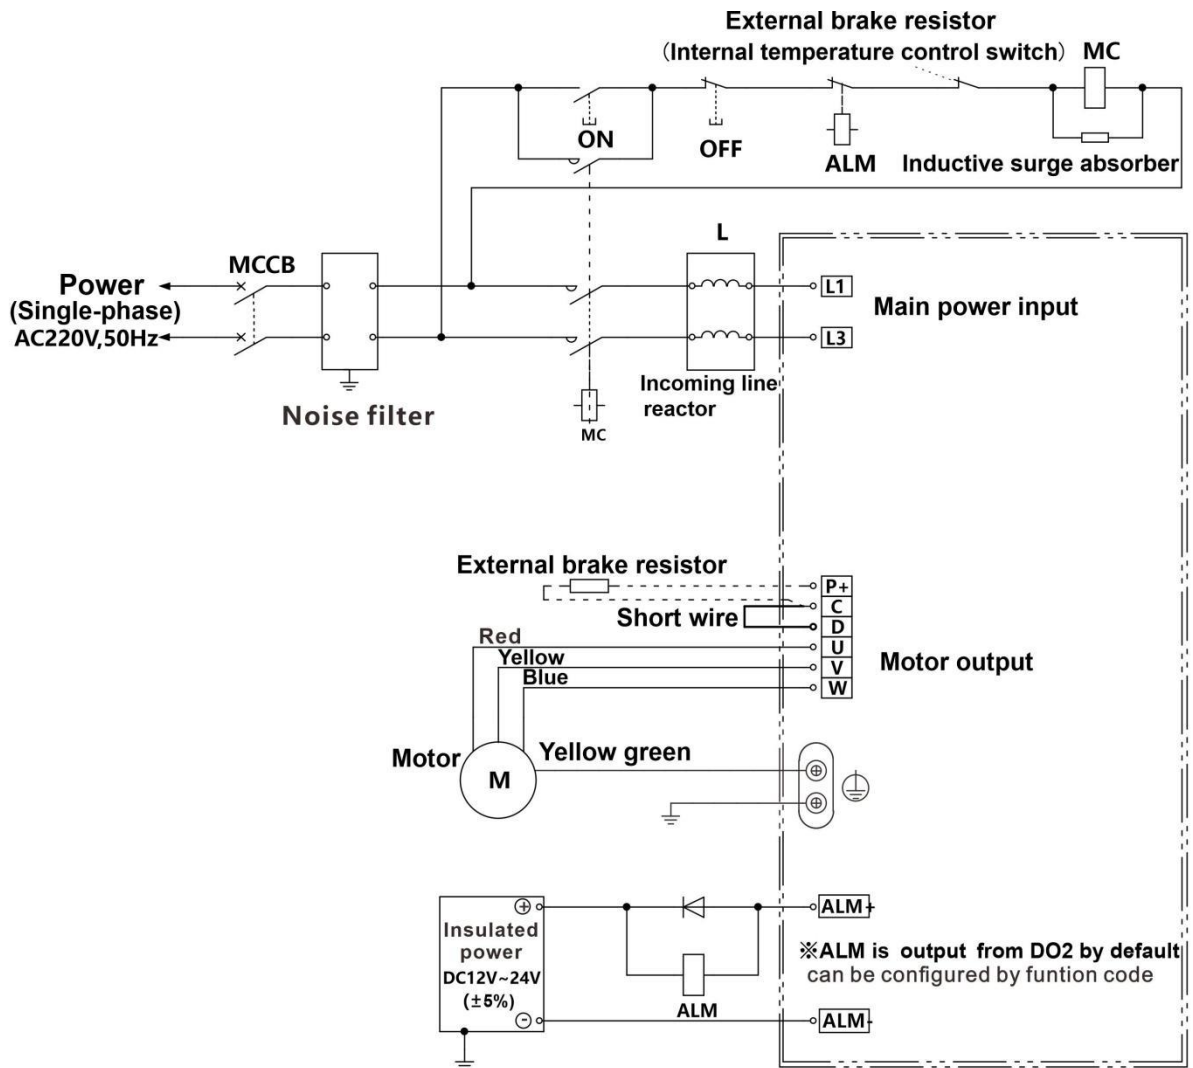 External brake resistor
(Internal temperature control switch) MC
ON
OFF
ALM
Inductive surge absorber
L
MCCB
Power
(Single-phase)
AC220V,50Hz
L1
Main power input
L3
Incoming line
reactor
Noise filter
MC
External brake resistor
P+
C
Short wire
D
Red
U
Yellow
V
Motor output
Blue
W
Motor
M
Yellow green
Insulated
power
DC12V~24V
(±5%)
ALM+
※ALM is output from DO2 by default
can be configured by funtion code
ALM
ALM-